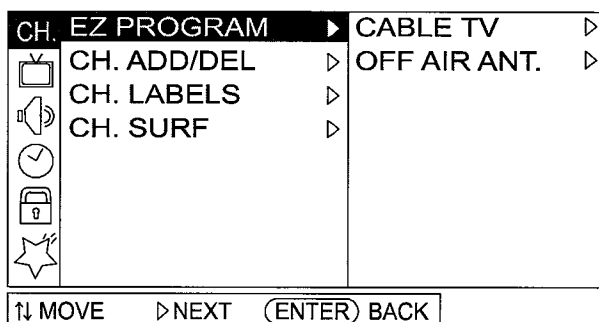 CH. EZ PROGRAM ▶ CABLE TV ▷
CH. ADD/DEL ▷ OFF AIR ANT. ▷
CH. LABELS ▷
CH. SURF ▷
↑↓ MOVE ▷NEXT (ENTER) BACK